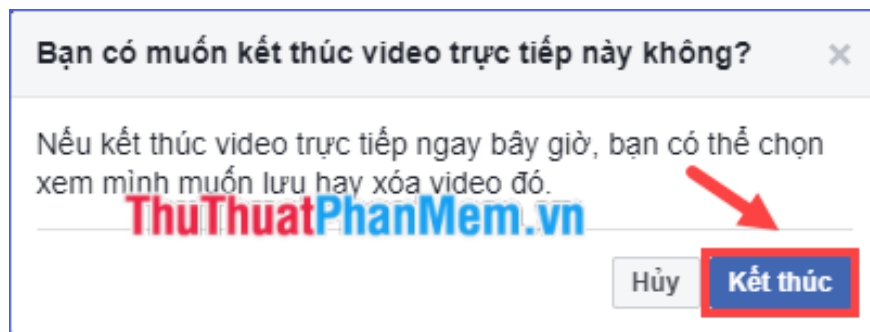 Bạn có muốn kết thúc video trực tiếp này không?
Nếu kết thúc video trực tiếp ngay bây giờ, bạn có thể chọn
xem mình muốn lưu hay xóa video đó.
ThuThuatPhanMem.vn
Hủy Kết thúc